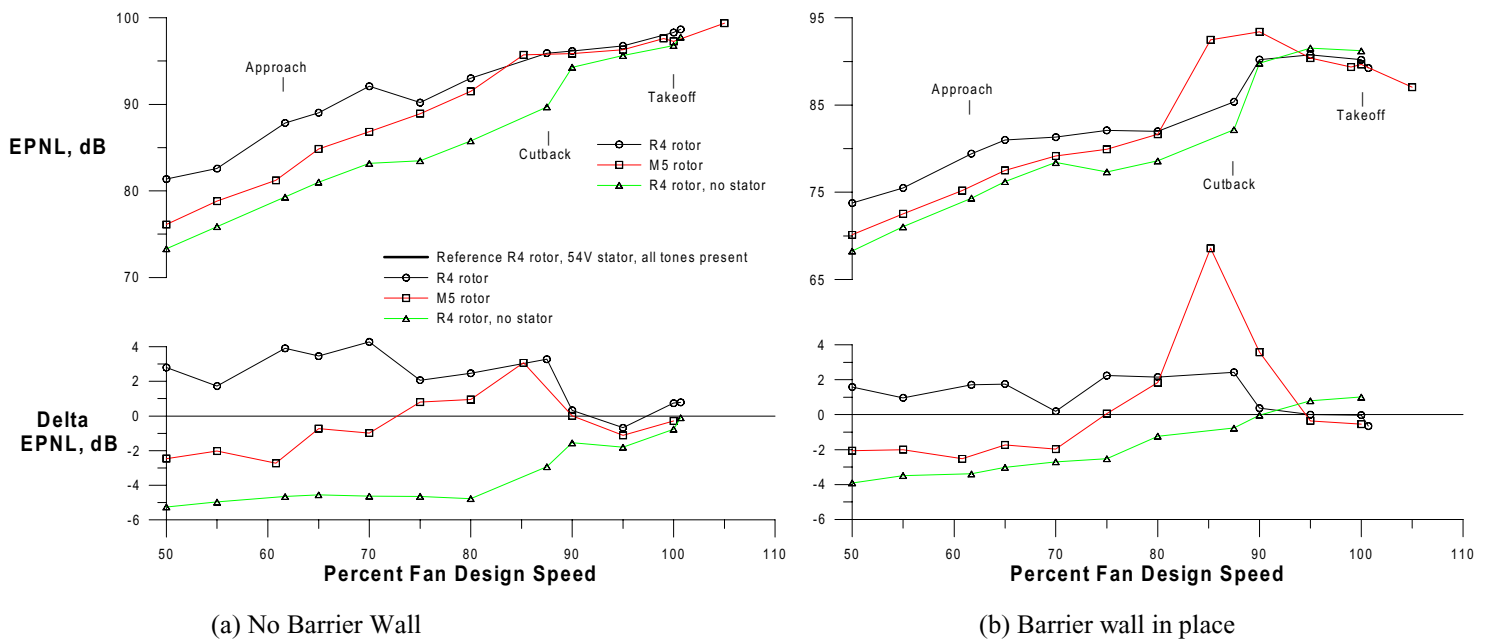 100
90
80
70
EPNL, dB
Approach
Cutback
Takeoff
R4 rotor
M5 rotor
R4 rotor, no stator
Reference R4 rotor, 54V stator, all tones present
R4 rotor
M5 rotor
R4 rotor, no stator
4
2
0
-2
-4
-6
Delta
EPNL, dB
50 60 70 80 90 100 110
Percent Fan Design Speed
(a) No Barrier Wall
95
85
75
65
Approach
Cutback
Takeoff
4
2
0
-2
-4
-6
50 60 70 80 90 100 110
Percent Fan Design Speed
(b) Barrier wall in place